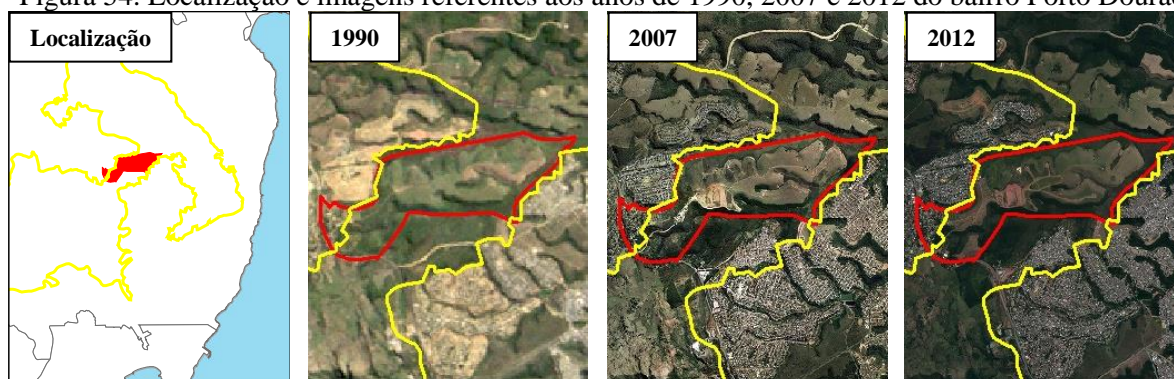 Figura 34: Localização e imagens referentes aos anos de 1990, 2007 e 2012 do bairro Porto Dourado
Localização
1990
2007
2012